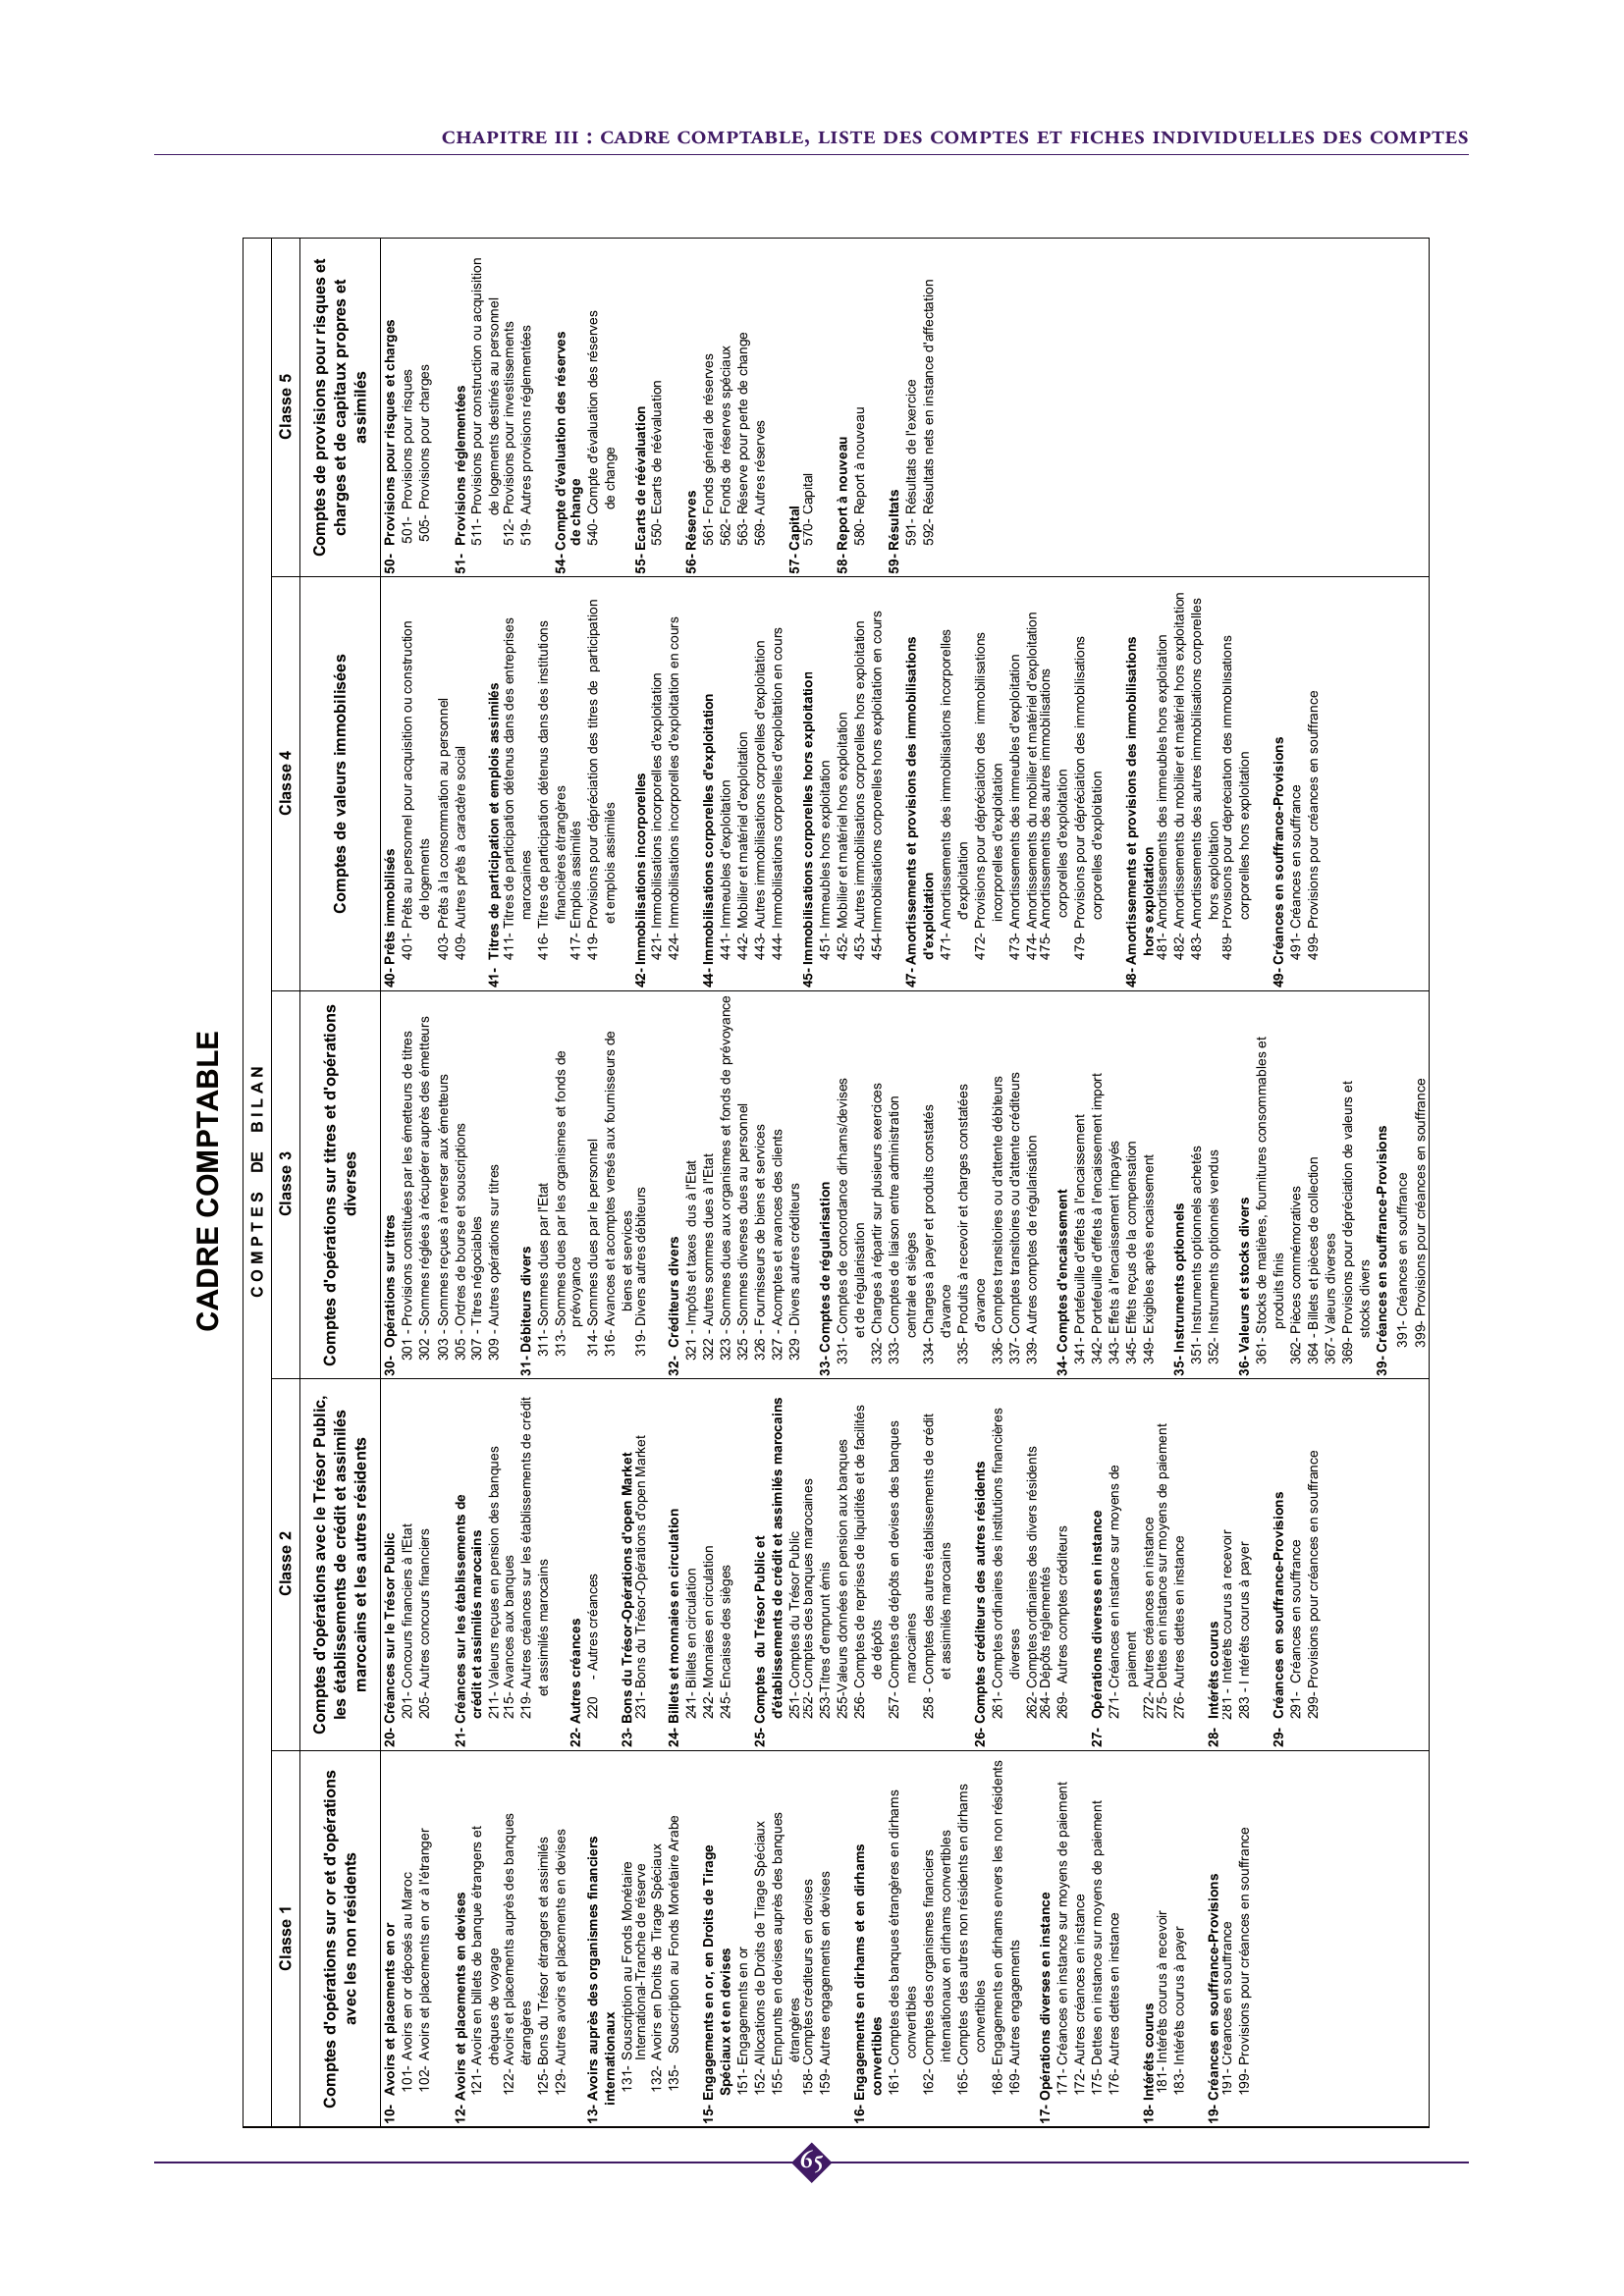 CHAPITRE III : CADRE COMPTABLE, LISTE DES COMPTES ET FICHES INDIVIDUELLES DES COMPTES
CADRE COMPTABLE
COMPTES DE BILAN
Classe 1
Comptes d'opérations sur or et d'opérations
avec les non résidents
10- Avoirs et placements en or
101- Avoirs en or déposés au Maroc
102- Avoirs et placements en or à l'étranger
12- Avoirs et placements en devises
121- Avoirs en billets de banque étrangers et
chèques de voyage
122- Avoirs et placements auprès des banques
étrangères
125- Bons du Trésor étrangers et assimilés
129- Autres avoirs et placements en devises
13- Avoirs auprès des organismes financiers
internationaux
131- Souscription au Fonds Monétaire
International-Tranche de réserve
132- Avoirs en Droits de Tirage Spéciaux
135- Souscription au Fonds Monétaire Arabe
15- Engagements en or, en Droits de Tirage
Spéciaux et en devises
151- Engagements en or
152- Allocations de Droits de Tirage Spéciaux
155- Emprunts en devises auprès des banques
étrangères
158- Comptes créditeurs en devises
159- Autres engagements en devises
16- Engagements en dirhams et en dirhams
convertibles
161- Comptes des banques étrangères en dirhams
convertibles
162- Comptes des organismes financiers
internationaux en dirhams convertibles
165- Comptes des autres non résidents en dirhams
convertibles
168- Engagements en dirhams envers les non résidents
169- Autres engagements
17- Opérations diverses en instance
171- Créances en instance sur moyens de paiement
172- Autres créances en instance
175- Dettes en instance sur moyens de paiement
176- Autres dettes en instance
18- Intérêts courus
181- Intérêts courus à recevoir
183- Intérêts courus à payer
19- Créances en souffrance-Provisions
191- Créances en souffrance
199- Provisions pour créances en souffrance
Classe 2
Comptes d'opérations avec le Trésor Public,
les établissements de crédit et assimilés
marocains et les autres résidents
20- Créances sur le Trésor Public
201- Concours financiers à l'Etat
205- Autres concours financiers
21- Créances sur les établissements de
crédit et assimilés marocains
211- Valeurs reçues en pension des banques
215- Avances aux banques
219- Autres créances sur les établissements de crédit
et assimilés marocains
22- Autres créances
220 - Autres créances
23- Bons du Trésor-Opérations d'open Market
231- Bons du Trésor-Opérations d'open Market
24- Billets et monnaies en circulation
241- Billets en circulation
242- Monnaies en circulation
245- Encaisse des sièges
25- Comptes du Trésor Public et
d'établissements de crédit et assimilés marocains
251- Comptes du Trésor Public
252- Comptes des banques marocaines
253-Titres d'emprunt émis
255-Valeurs données en pension aux banques
256- Comptes de reprises de liquidités et de facilités
de dépôts
257- Comptes de dépôts en devises des banques
marocaines
258 - Comptes des autres établissements de crédit
et assimilés marocains
26- Comptes créditeurs des autres résidents
261- Comptes ordinaires des institutions financières
diverses
262- Comptes ordinaires des divers résidents
264- Dépôts réglementés
269- Autres comptes créditeurs
27- Opérations diverses en instance
271- Créances en instance sur moyens de
paiement
272- Autres créances en instance
275- Dettes en instance sur moyens de paiement
276- Autres dettes en instance
28- Intérêts courus
281 - Intérêts courus à recevoir
283 - I ntérêts courus à payer
29- Créances en souffrance-Provisions
291- Créances en souffrance
299- Provisions pour créances en souffrance
Classe 3
Comptes d'opérations sur titres et d'opérations
diverses
30- Opérations sur titres
301 - Provisions constituées par les émetteurs de titres
302 - Sommes réglées à récupérer auprès des émetteurs
303 - Sommes reçues à reverser aux émetteurs
305 - Ordres de bourse et souscriptions
307 - Titres négociables
309 - Autres opérations sur titres
31- Débiteurs divers
311- Sommes dues par l'Etat
313- Sommes dues par les organismes et fonds de
prévoyance
314- Sommes dues par le personnel
316- Avances et acomptes versés aux fournisseurs de
biens et services
319- Divers autres débiteurs
32- Créditeurs divers
321 - Impôts et taxes dus à l'Etat
322 - Autres sommes dues à l'Etat
323 - Sommes dues aux organismes et fonds de prévoyance
325 - Sommes diverses dues au personnel
326 - Fournisseurs de biens et services
327 - Acomptes et avances des clients
329 - Divers autres créditeurs
33- Comptes de régularisation
331- Comptes de concordance dirhams/devises
et de régularisation
332- Charges à répartir sur plusieurs exercices
333- Comptes de liaison entre administration
centrale et sièges
334- Charges à payer et produits constatés
d'avance
335- Produits à recevoir et charges constatées
d'avance
336- Comptes transitoires ou d'attente débiteurs
337- Comptes transitoires ou d'attente créditeurs
339- Autres comptes de régularisation
34- Comptes d'encaissement
341 - Portefeuille d'effets à l'encaissement
342- Portefeuille d'effets à l'encaissement import
343- Effets à l'encaissement impayés
345- Effets reçus de la compensation
349- Exigibles après encaissement
35- Instruments optionnels
351- Instruments optionnels achetés
352- Instruments optionnels vendus
36- Valeurs et stocks divers
361- Stocks de matières, fournitures consommables et
produits finis
362- Pièces commémoratives
364 - Billets et pièces de collection
367 - Valeurs diverses
369- Provisions pour dépréciation de valeurs et
stocks divers
39- Créances en souffrance-Provisions
391- Créances en souffrance
399- Provisions pour créances en souffrance
Classe 4
Comptes de valeurs immobilisées
40- Prêts immobilisés
401- Prêts au personnel pour acquisition ou construction
de logements
403- Prêts à la consommation au personnel
409- Autres prêts à caractère social
41- Titres de participation et emplois assimilés
411- Titres de participation détenus dans des entreprises
marocaines
416- Titres de participation détenus dans des institutions
financières étrangères
417- Emplois assimilés
419- Provisions pour dépréciation des titres de participation
et emplois assimilés
42- Immobilisations incorporelles
421- Immobilisations incorporelles d'exploitation
424- Immobilisations incorporelles d'exploitation en cours
44- Immobilisations corporelles d'exploitation
441- Immeubles d'exploitation
442- Mobilier et matériel d'exploitation
443- Autres immobilisations corporelles d'exploitation
444- Immobilisations corporelles d'exploitation en cours
45- Immobilisations corporelles hors exploitation
451- Immeubles hors exploitation
452- Mobilier et matériel hors exploitation
453- Autres immobilisations corporelles hors exploitation
454-Immobilisations corporelles hors exploitation en cours
47- Amortissements et provisions des immobilisations
d'exploitation
471- Amortissements des immobilisations incorporelles
d'exploitation
472- Provisions pour dépréciation des immobilisations
incorporelles d'exploitation
473- Amortissements des immeubles d'exploitation
474- Amortissements du mobilier et matériel d'exploitation
475- Amortissements des autres immobilisations
corporelles d'exploitation
479- Provisions pour dépréciation des immobilisations
corporelles d'exploitation
48- Amortissements et provisions des immobilisations
hors exploitation
481- Amortissements des immeubles hors exploitation
482- Amortissements du mobilier et matériel hors exploitation
483- Amortissements des autres immobilisations corporelles
hors exploitation
489- Provisions pour dépréciation des immobilisations
corporelles hors exploitation
49- Créances en souffrance-Provisions
491- Créances en souffrance
499- Provisions pour créances en souffrance
Classe 5
Comptes de provisions pour risques et
charges et de capitaux propres et
assimilés
50- Provisions pour risques et charges
501- Provisions pour risques
505- Provisions pour charges
51- Provisions réglementées
511- Provisions pour construction ou acquisition
de logements destinés au personnel
512- Provisions pour investissements
519- Autres provisions réglementées
54- Compte d'évaluation des réserves
de change
540- Compte d'évaluation des réserves
de change
55- Ecarts de réévaluation
550- Ecarts de réévaluation
56- Réserves
561- Fonds général de réserves
562- Fonds de réserves spéciaux
563- Réserve pour perte de change
569- Autres réserves
57- Capital
570- Capital
58- Report à nouveau
580- Report à nouveau
59- Résultats
591- Résultats de l'exercice
592- Résultats nets en instance d'affectation
65